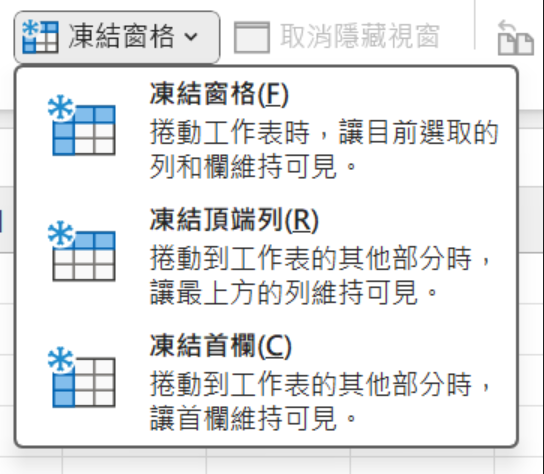 凍結窗格
取消隱藏視窗
凍結窗格(F)
捲動工作表時，讓目前選取的
列和欄維持可見。
凍結頂端列(R)
捲動到工作表的其他部分時，
讓最上方的列維持可見。
凍結首欄(C)
捲動到工作表的其他部分時，
讓首欄維持可見。